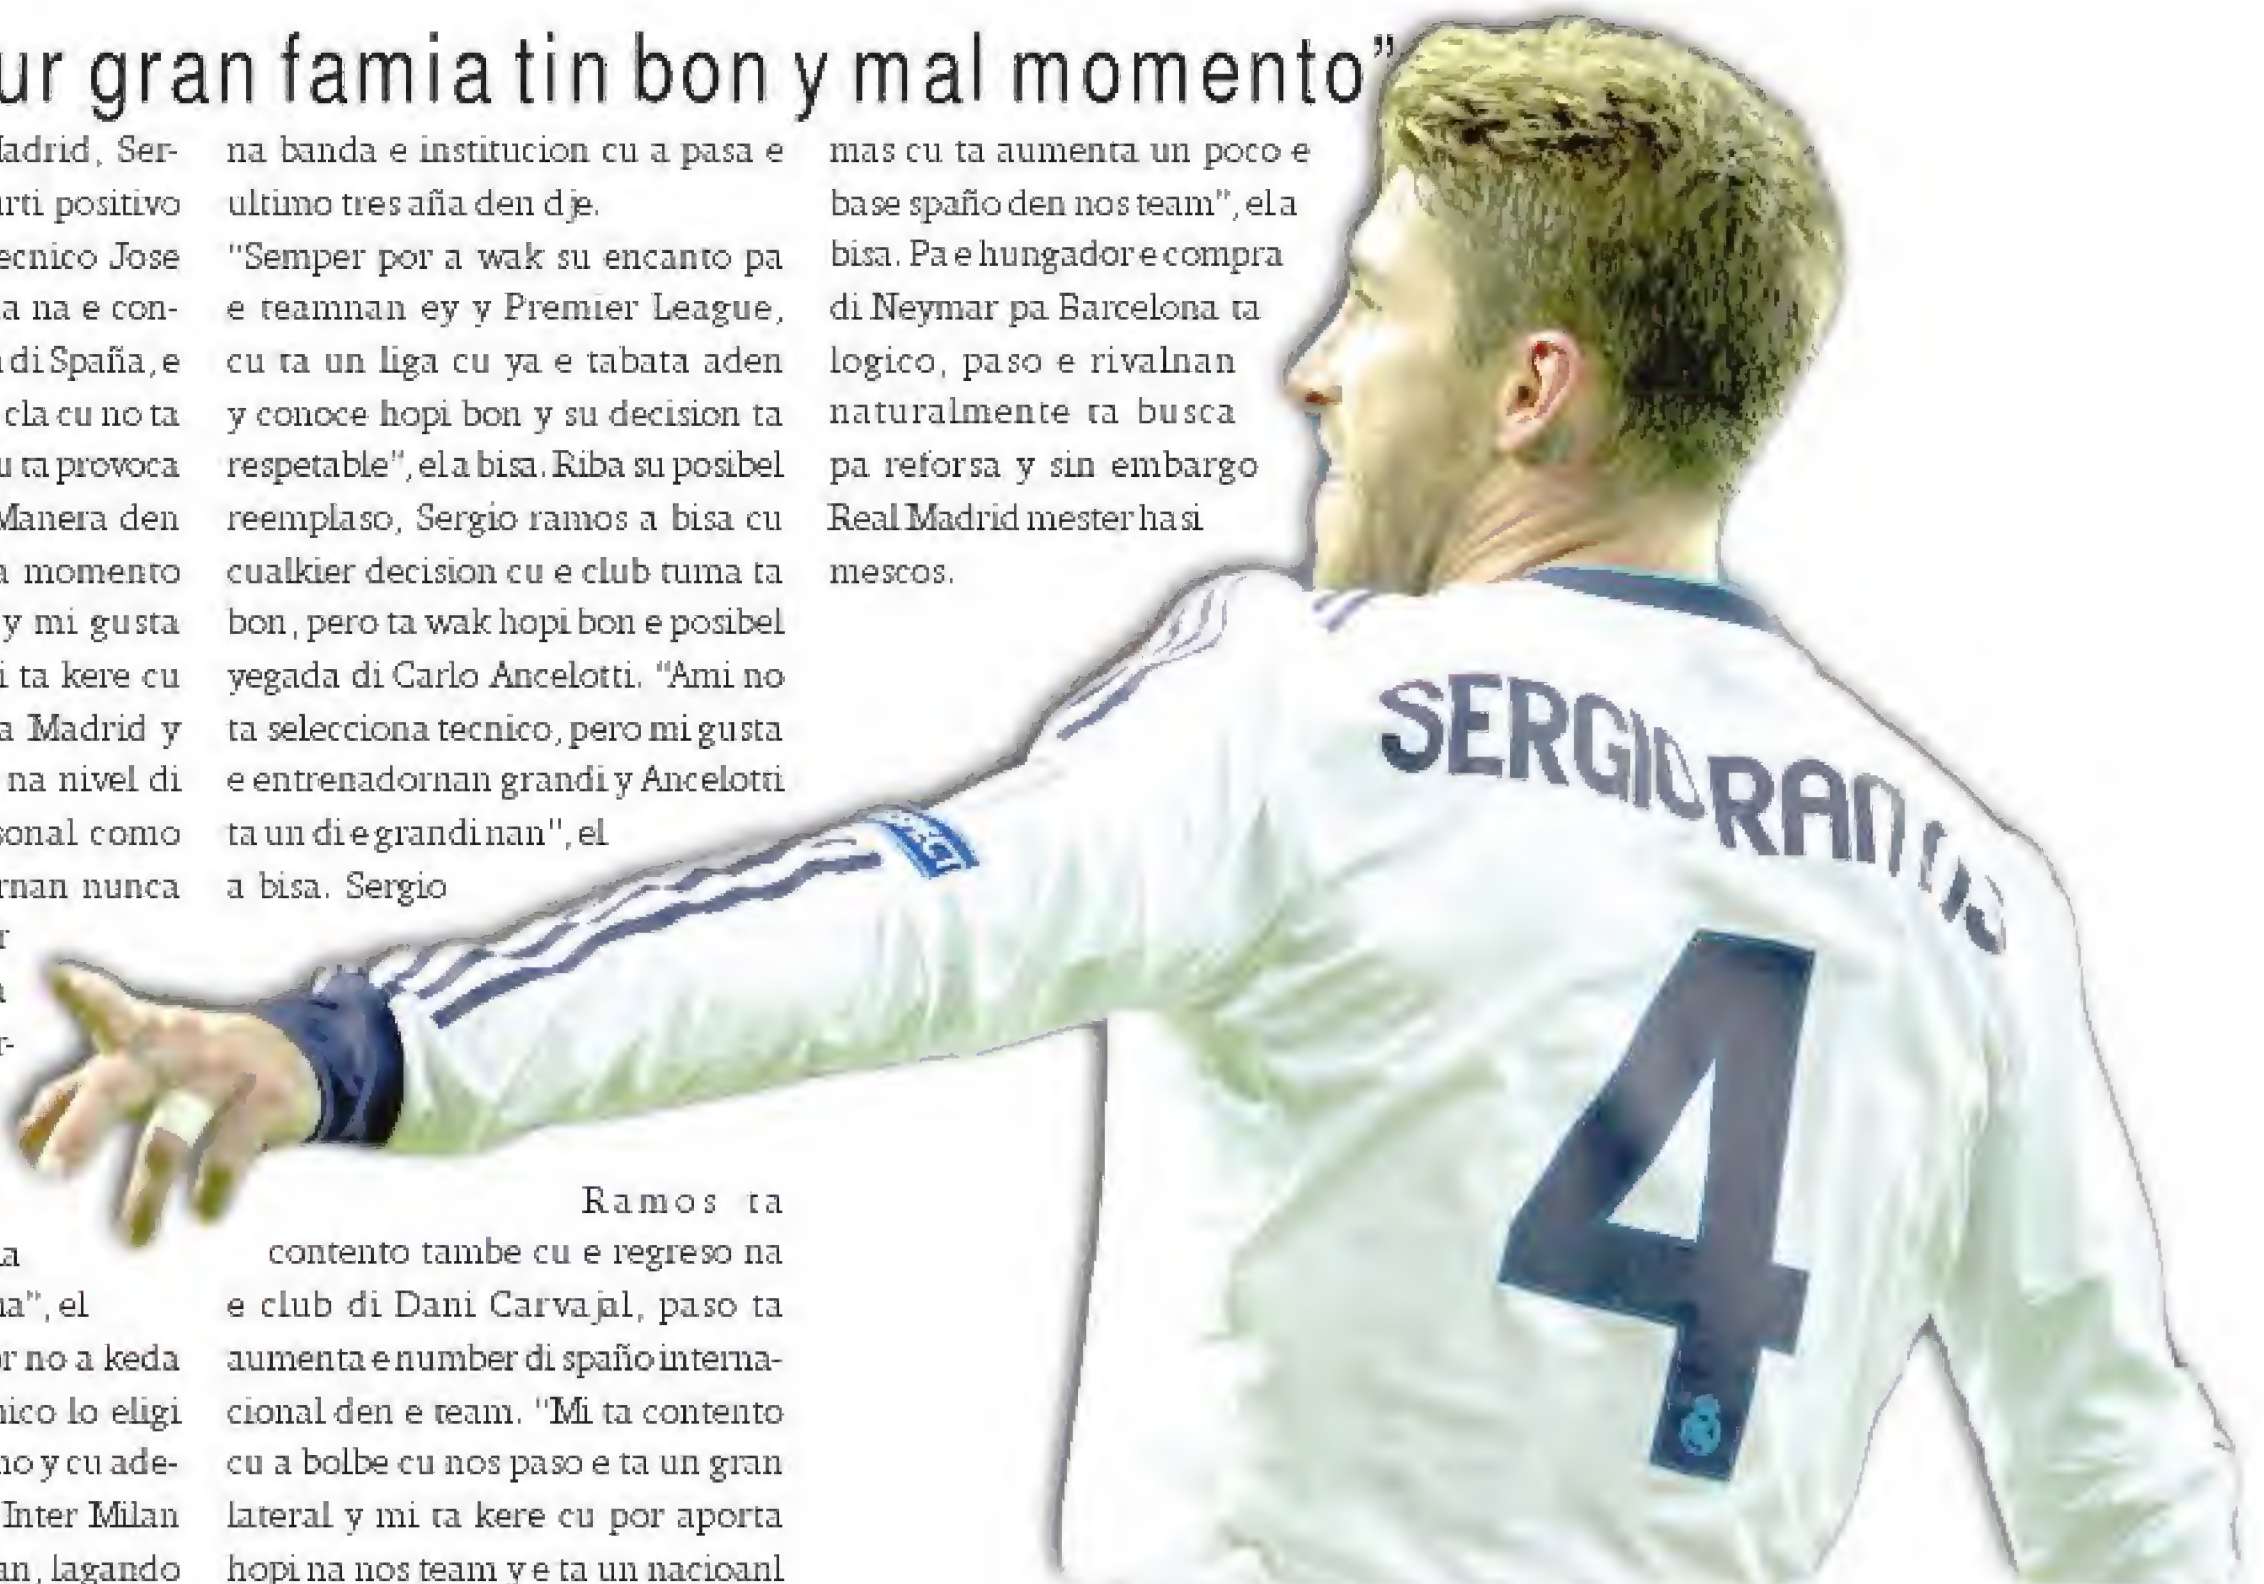 gran famia tin bon y mal momento”
Madrid, Ser-
positivo
Jose
na e con-
di Spaña, e
cla cu no ta
ta provoca
Manera den
momento
y mi gusta
ta kere cu
Madrid y
na nivel di
como
nunca
el
no a keda
lo eligi
y cu ade-
Inter Milan
lagando
na banda e institucion cu a pasa e
ultimo tres aña den dje.
"Semper por a wak su encanto pa
e teamnan ey y Premier League,
cu ta un liga cu ya e tabata aden
y conoce hopi bon y su decision ta
respetable", el a bisa. Riba su posibel
reemplaso, Sergio ramos a bisa cu
cualkier decision cu e club tuma ta
bon, pero ta wak hopi bon e posibel
yegada di Carlo Ancelotti. "Ami no
ta selecciona tecnico, pero mi gusta
e entrenadornan grandi y Ancelotti
ta un di e grandinan", el
a bisa. Sergio
Ramos ta
contento tambe cu e regreso na
e club di Dani Carvajal, paso ta
aumenta e number di spaño interna-
cional den e team. "Mi ta contento
cu a bolbe cu nos paso e ta un gran
lateral y mi ta kere cu por aporta
hopi na nos team y e ta un nacioanl
mas cu ta aumenta un poco e
base spaño den nos team", el a
bisa. Pa e hungador e compra
di Neymar pa Barcelona ta
logico, paso e rivalnan
naturalmente ta busca
pa reforsa y sin embargo
Real Madrid mester hasi
mescos.
SERGIO RAMOS
4